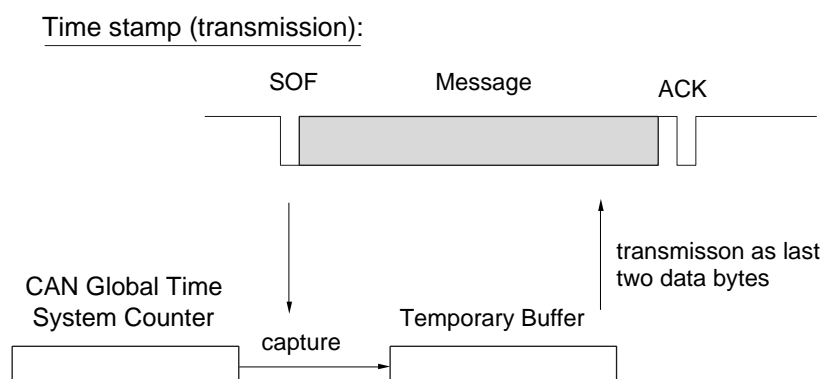 Time stamp (transmission):
SOF
Message
ACK
transmisson as last
two data bytes
CAN Global Time
System Counter
capture
Temporary Buffer